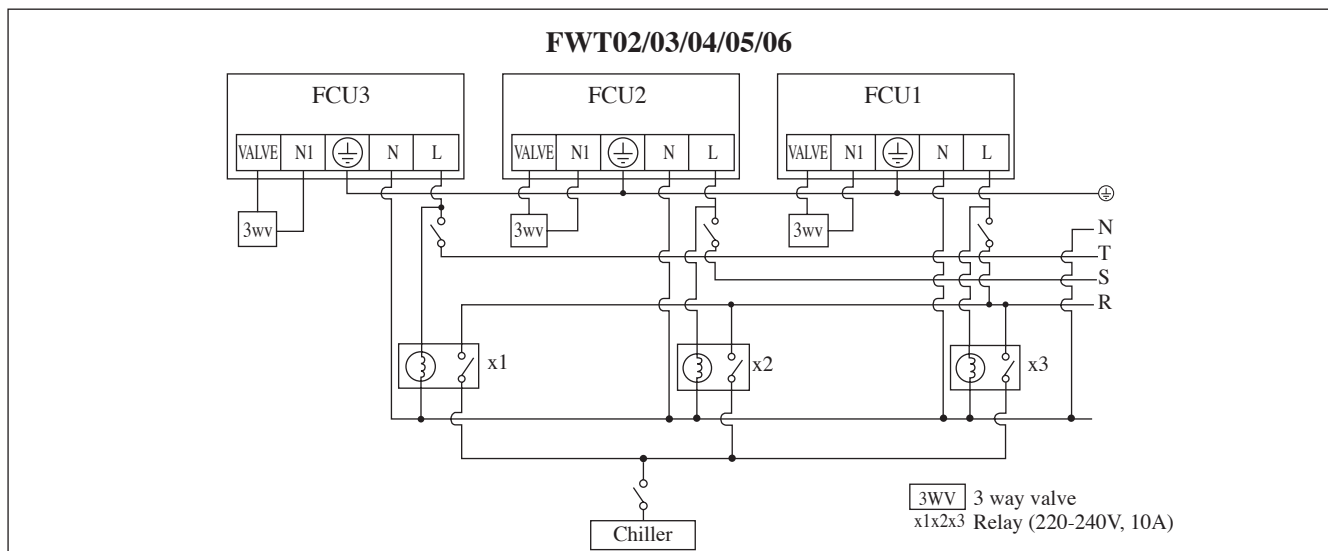 FWT02/03/04/05/06
FCU3 FCU2 FCU1
VALVE N1 N L VALVE N1 N L VALVE N1 N L
3wv 3wv 3wv
N
T
S
R
x1 x2 x3
3WV 3 way valve
x1x2x3 Relay (220-240V, 10A)
Chiller